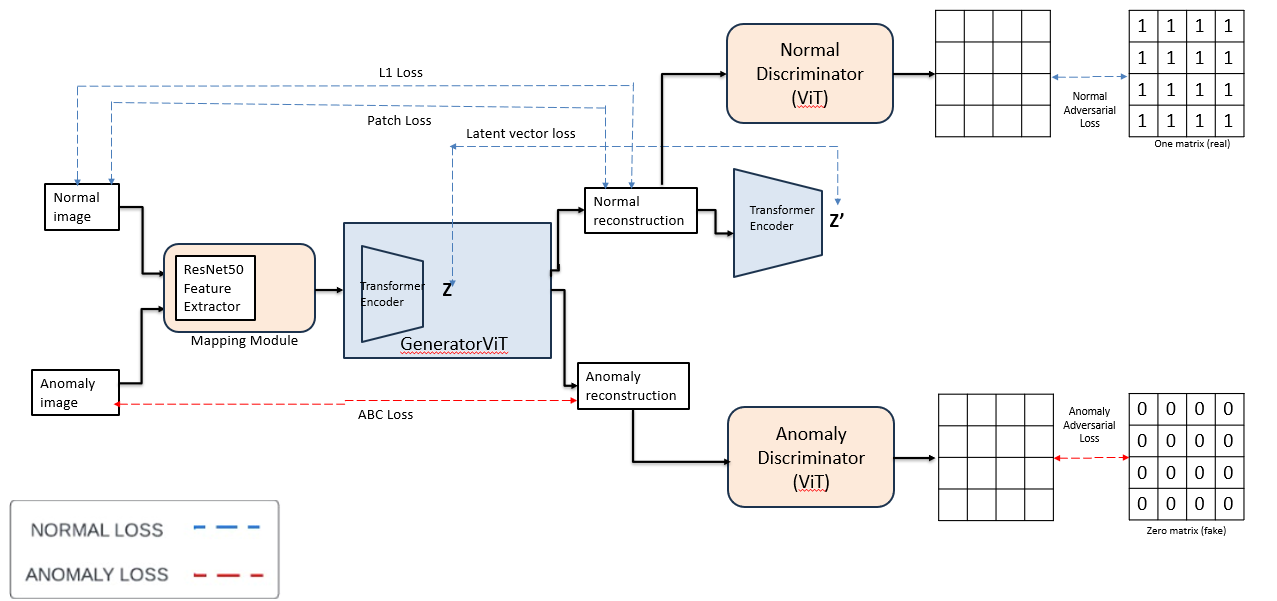 Normal
Discriminator
(ViT)
1 1 1 1
1 1 1 1
1 1 1 1
1 1 1 1
One matrix (real)
Normal
Adversarial
Loss
L1 Loss
Patch Loss
Latent vector loss
Normal
image
Normal
reconstruction
Transformer
Encoder
Z’
ResNet50
Feature
Extractor
Mapping Module
Transformer
Encoder
Z
GeneratorViT
Anomaly
image
ABC Loss
Anomaly
reconstruction
Anomaly
Discriminator
(ViT)
Anomaly
Adversarial
Loss
0 0 0 0
0 0 0 0
0 0 0 0
0 0 0 0
Zero matrix (fake)
NORMAL LOSS
ANOMALY LOSS